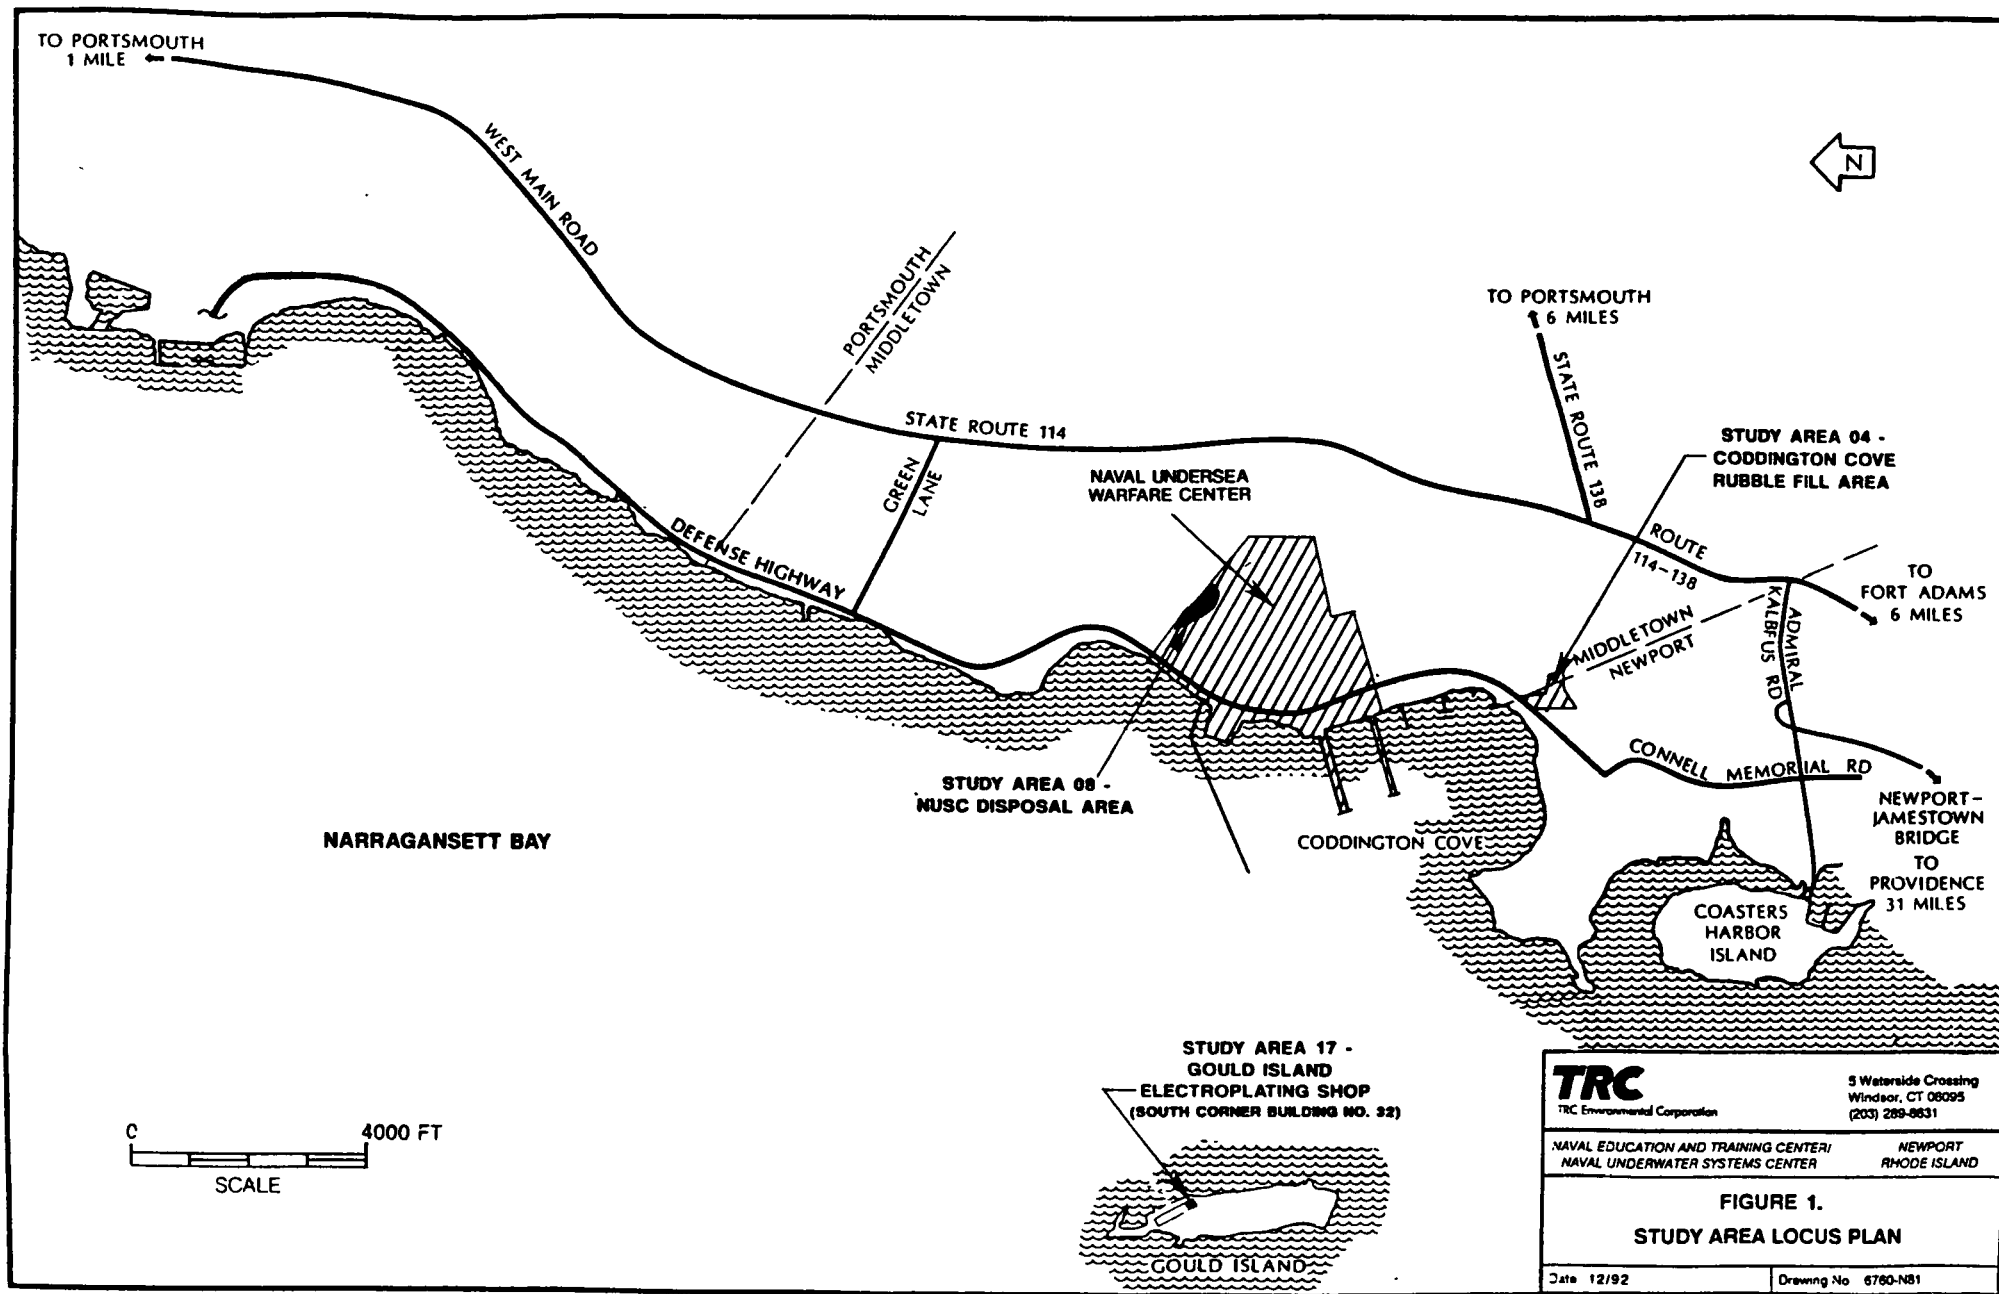 TO PORTSMOUTH
1 MILE
WEST MAIN ROAD
N
PORTSMOUTH
MIDDLETOWN
TO PORTSMOUTH
6 MILES
STATE ROUTE 138
STATE ROUTE 114
GREEN
LANE
NAVAL UNDERSEA
WARFARE CENTER
STUDY AREA 04 -
CODDINGTON COVE
RUBBLE FILL AREA
ROUTE
114-138
DEFENSE HIGHWAY
TO
FORT ADAMS
6 MILES
MIDDLETOWN
NEWPORT
ADMIRAL
KALBFUS RD
CONNELL MEMORIAL RD
STUDY AREA 08 -
NUSC DISPOSAL AREA
NARRAGANSETT BAY
CODDINGTON COVE
NEWPORT-
JAMESTOWN
BRIDGE
TO
PROVIDENCE
31 MILES
COASTERS
HARBOR
ISLAND
STUDY AREA 17 -
GOULD ISLAND
ELECTROPLATING SHOP
(SOUTH CORNER BUILDING NO. 32)
GOULD ISLAND
0 4000 FT
SCALE
TRC
TRC Environmental Corporation
5 Waterside Crossing
Windsor, CT 06095
(203) 289-8631
NAVAL EDUCATION AND TRAINING CENTER/
NAVAL UNDERWATER SYSTEMS CENTER
NEWPORT
RHODE ISLAND
FIGURE 1.
STUDY AREA LOCUS PLAN
Date 12/92
Drawing No 6760-N81